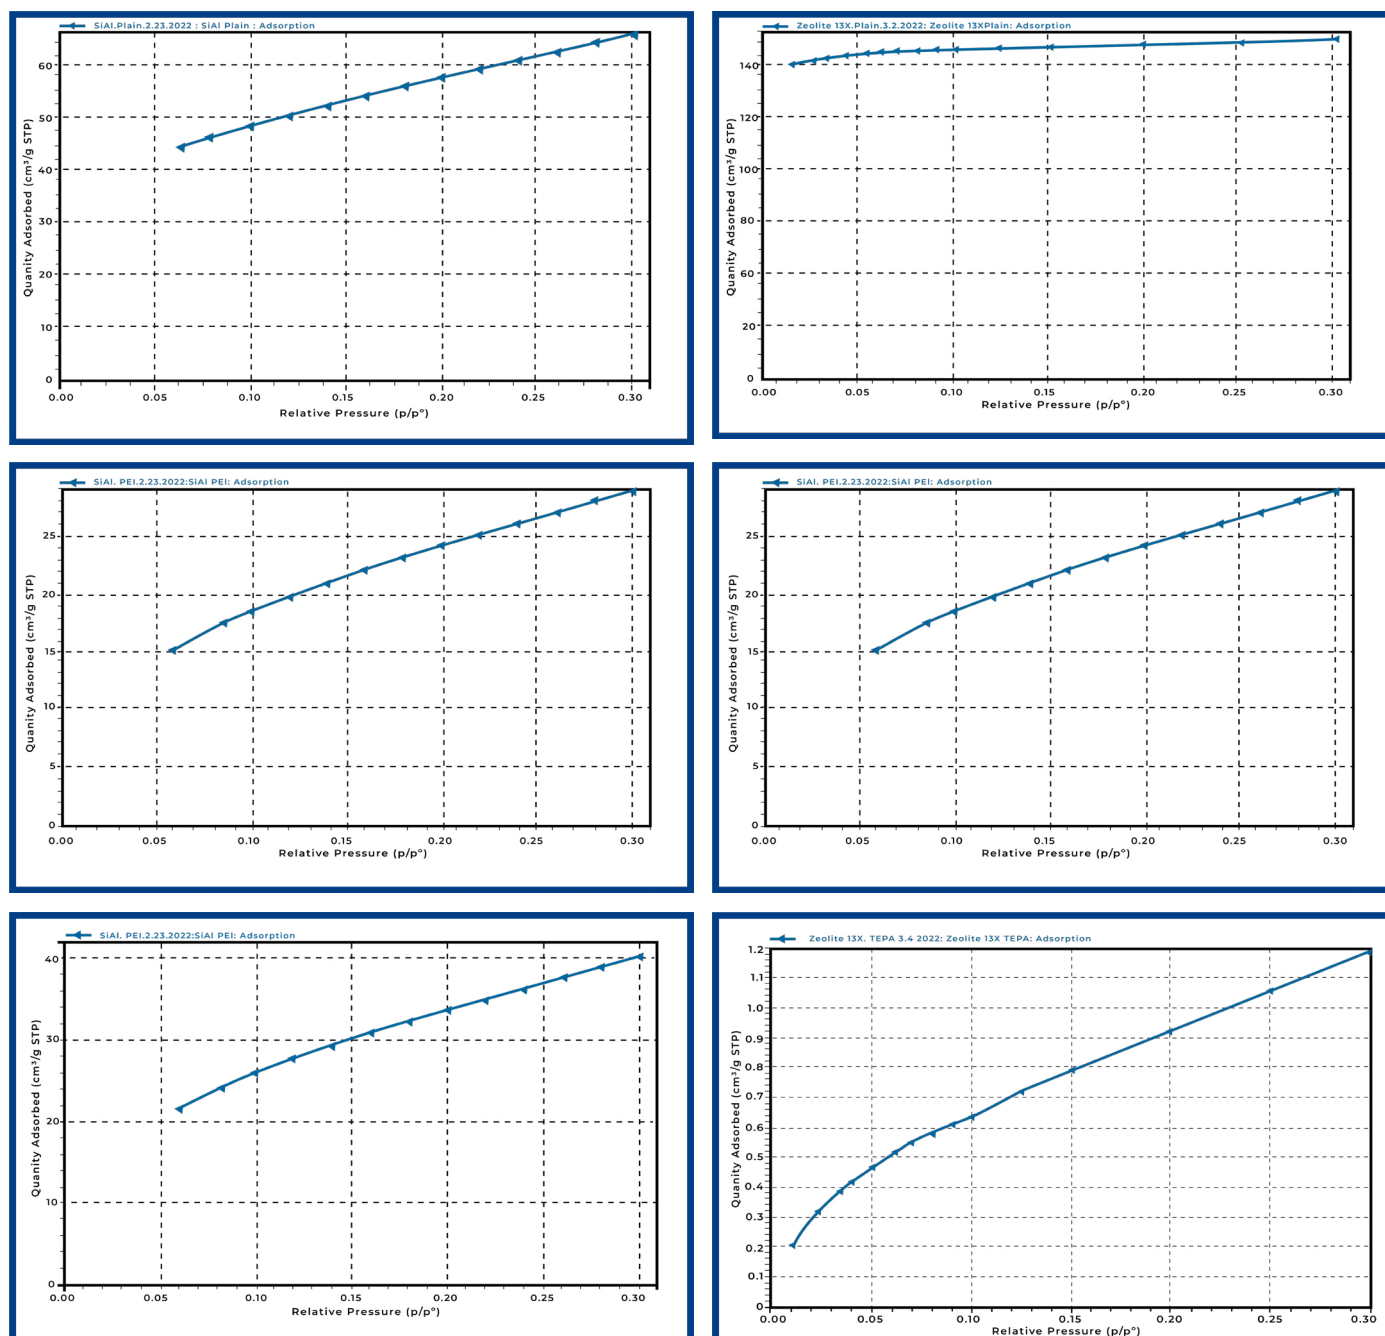 SiAl.Plain.2.23.2022 : SiAl Plain : Adsorption
Quanity Adsorbed (cm³/g STP)
60
50
40
30
20
10
0
0.00 0.05 0.10 0.15 0.20 0.25 0.30
Relative Pressure (p/p°)
Zeolite 13X.Plain.3.2.2022: Zeolite 13XPlain: Adsorption
Quanity Adsorbed (cm³/g STP)
140
120
100
80
60
20
0
0.00 0.05 0.10 0.15 0.20 0.25 0.30
Relative Pressure (p/p°)
SiAl. PEI.2.23.2022:SiAl PEI: Adsorption
Quanity Adsorbed (cm³/g STP)
25
20
15
10
5
0
0.00 0.05 0.10 0.15 0.20 0.25 0.30
Relative Pressure (p/p°)
SiAl. PEI.2.23.2022:SiAl PEI: Adsorption
Quanity Adsorbed (cm³/g STP)
25
20
15
10
5
0
0.00 0.05 0.10 0.15 0.20 0.25 0.30
Relative Pressure (p/p°)
SiAl. PEI.2.23.2022:SiAl PEI: Adsorption
Quanity Adsorbed (cm³/g STP)
40
30
20
10
0
0.00 0.05 0.10 0.15 0.20 0.25 0.30
Relative Pressure (p/p°)
Zeolite 13X. TEPA 3.4 2022: Zeolite 13X TEPA: Adsorption
Quanity Adsorbed (cm³/g STP)
1.2
1.1
1.0
0.9
0.8
0.7
0.6
0.5
0.4
0.3
0.2
0.1
0
0.00 0.05 0.10 0.15 0.20 0.25 0.30
Relative Pressure (p/p°)